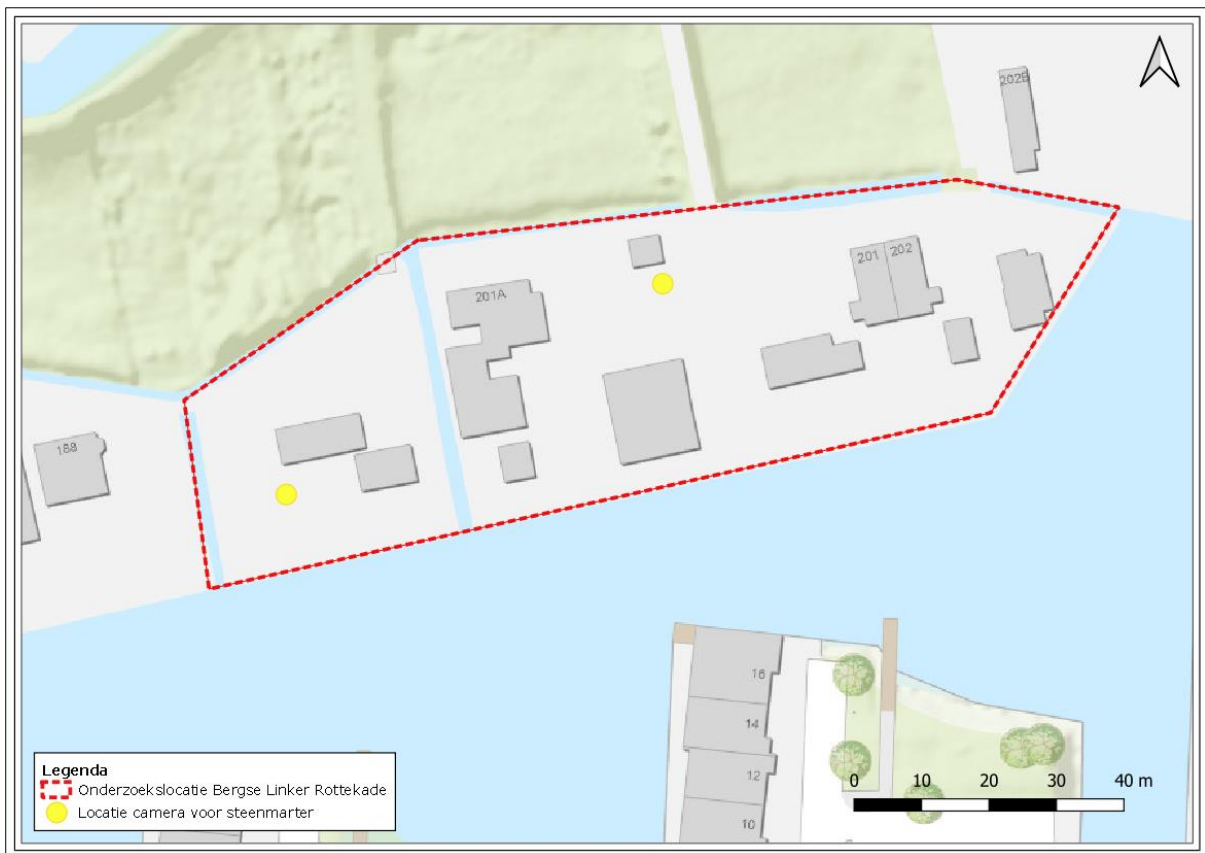 202B
201 202
201A
188
16
14
12
10
Legenda
Onderzoekslocatie Bergse Linker Rottekade
Locatie camera voor steenmarter
0 10 20 30 40 m